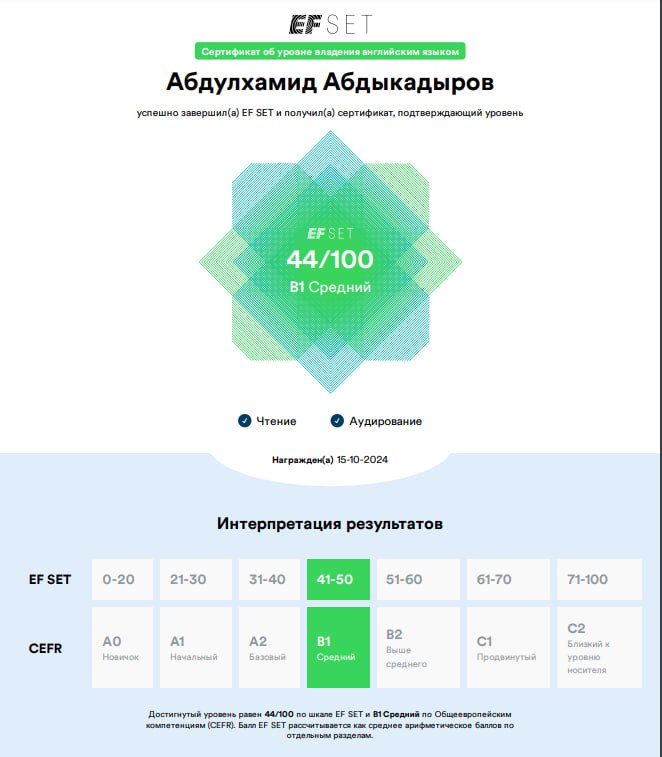 EF SET
Сертификат об уровне владения английским языком
Абдулхамид Абдыкадыров
успешно завершил(а) EF SET и получил(а) сертификат, подтверждающий уровень
EF SET
44/100
B1 Средний
Чтение
Аудирование
Награжден(а) 15-10-2024
Интерпретация результатов
EF SET 0-20 21-30 31-40 41-50 51-60 61-70 71-100
CEFR
A0
Новичок
A1
Начальный
A2
Базовый
B1
Средний
B2
Выше
среднего
C1
Продвинутый
C2
Близкий к
уровню
носителя
Достигнутый уровень равен 44/100 по шкале EF SET и B1 Средний по Общеевропейским
компетенциям (CEFR). Балл EF SET рассчитывается как среднее арифметическое баллов по
отдельным разделам.